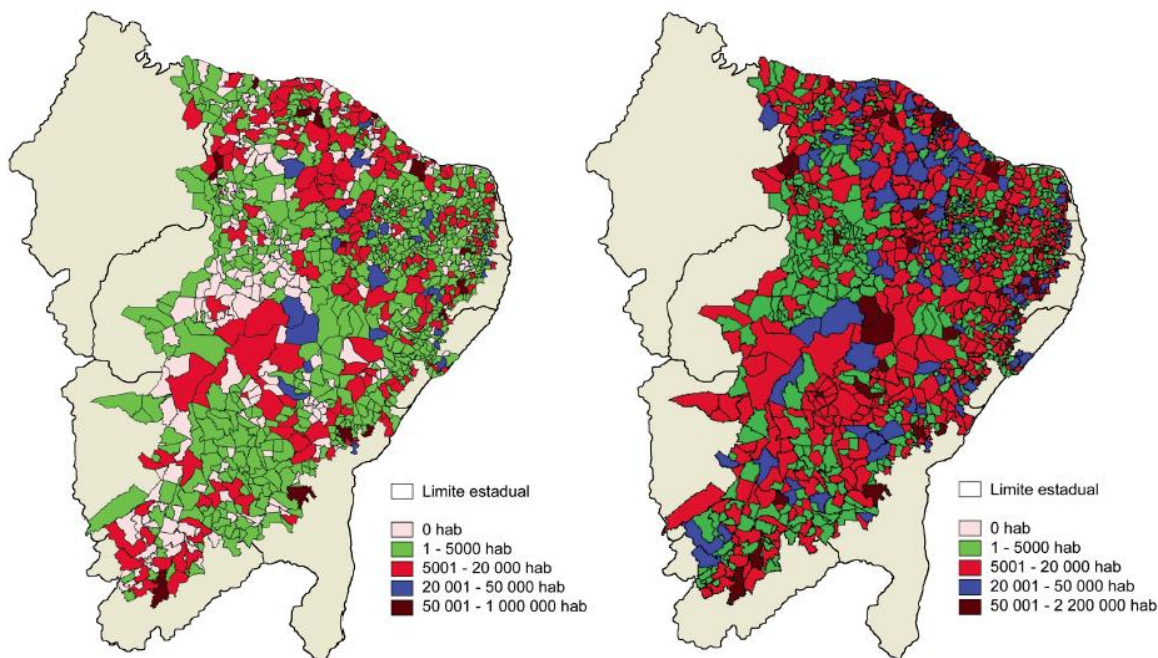 Limite estadual
0 hab
1 - 5000 hab
5001 - 20 000 hab
20 001 - 50 000 hab
50 001 - 1 000 000 hab
Limite estadual
0 hab
1 - 5000 hab
5001 - 20 000 hab
20 001 - 50 000 hab
50 001 - 2 200 000 hab